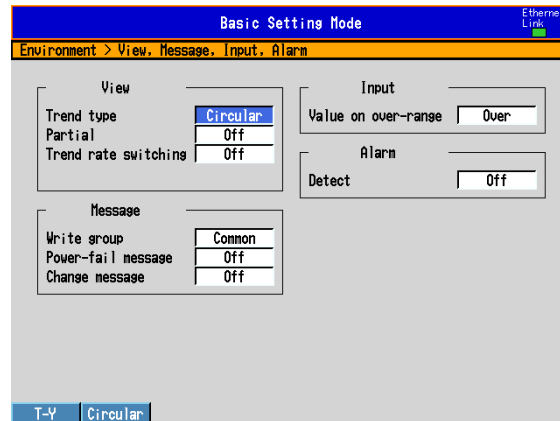 Basic Setting Mode
Etherne
Link
Environment > View, Message, Input, Alarm
View
Trend type Circular
Partial Off
Trend rate switching Off
Message
Write group Common
Power-fail message Off
Change message Off
Input
Value on over-range Over
Alarm
Detect Off
T-Y Circular